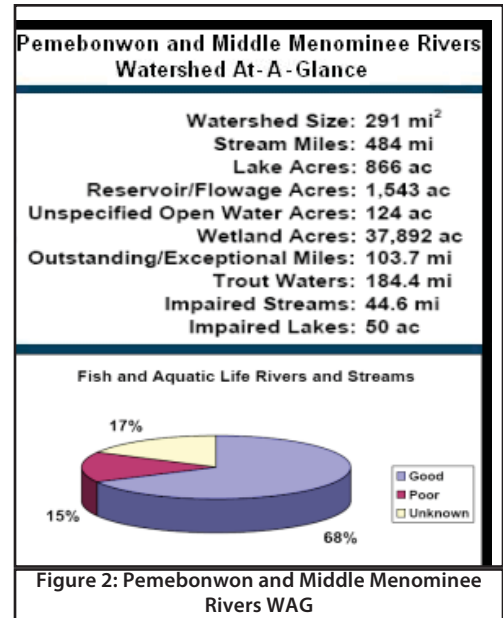 Pemebonwon and Middle Menominee Rivers
Watershed At-A-Glance
Watershed Size: 291 mi²
Stream Miles: 484 mi
Lake Acres: 866 ac
Reservoir/Flowage Acres: 1,543 ac
Unspecified Open Water Acres: 124 ac
Wetland Acres: 37,892 ac
Outstanding/Exceptional Miles: 103.7 mi
Trout Waters: 184.4 mi
Impaired Streams: 44.6 mi
Impaired Lakes: 50 ac
Fish and Aquatic Life Rivers and Streams
17%
15%
68%
Good
Poor
Unknown
Figure 2: Pemebonwon and Middle Menominee
Rivers WAG